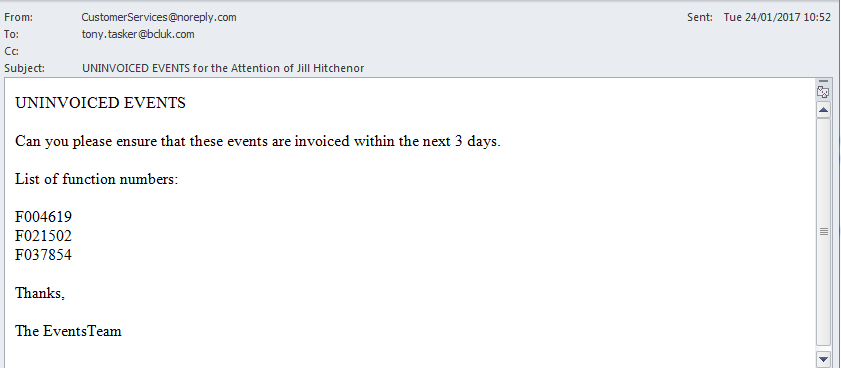 From: CustomerServices@noreply.com Sent: Tue 24/01/2017 10:52
To: tony.tasker@bcluk.com
Cc:
Subject: UNINVOICED EVENTS for the Attention of Jill Hitchenor
UNINVOICED EVENTS
Can you please ensure that these events are invoiced within the next 3 days.
List of function numbers:
F004619
F021502
F037854
Thanks,
The EventsTeam